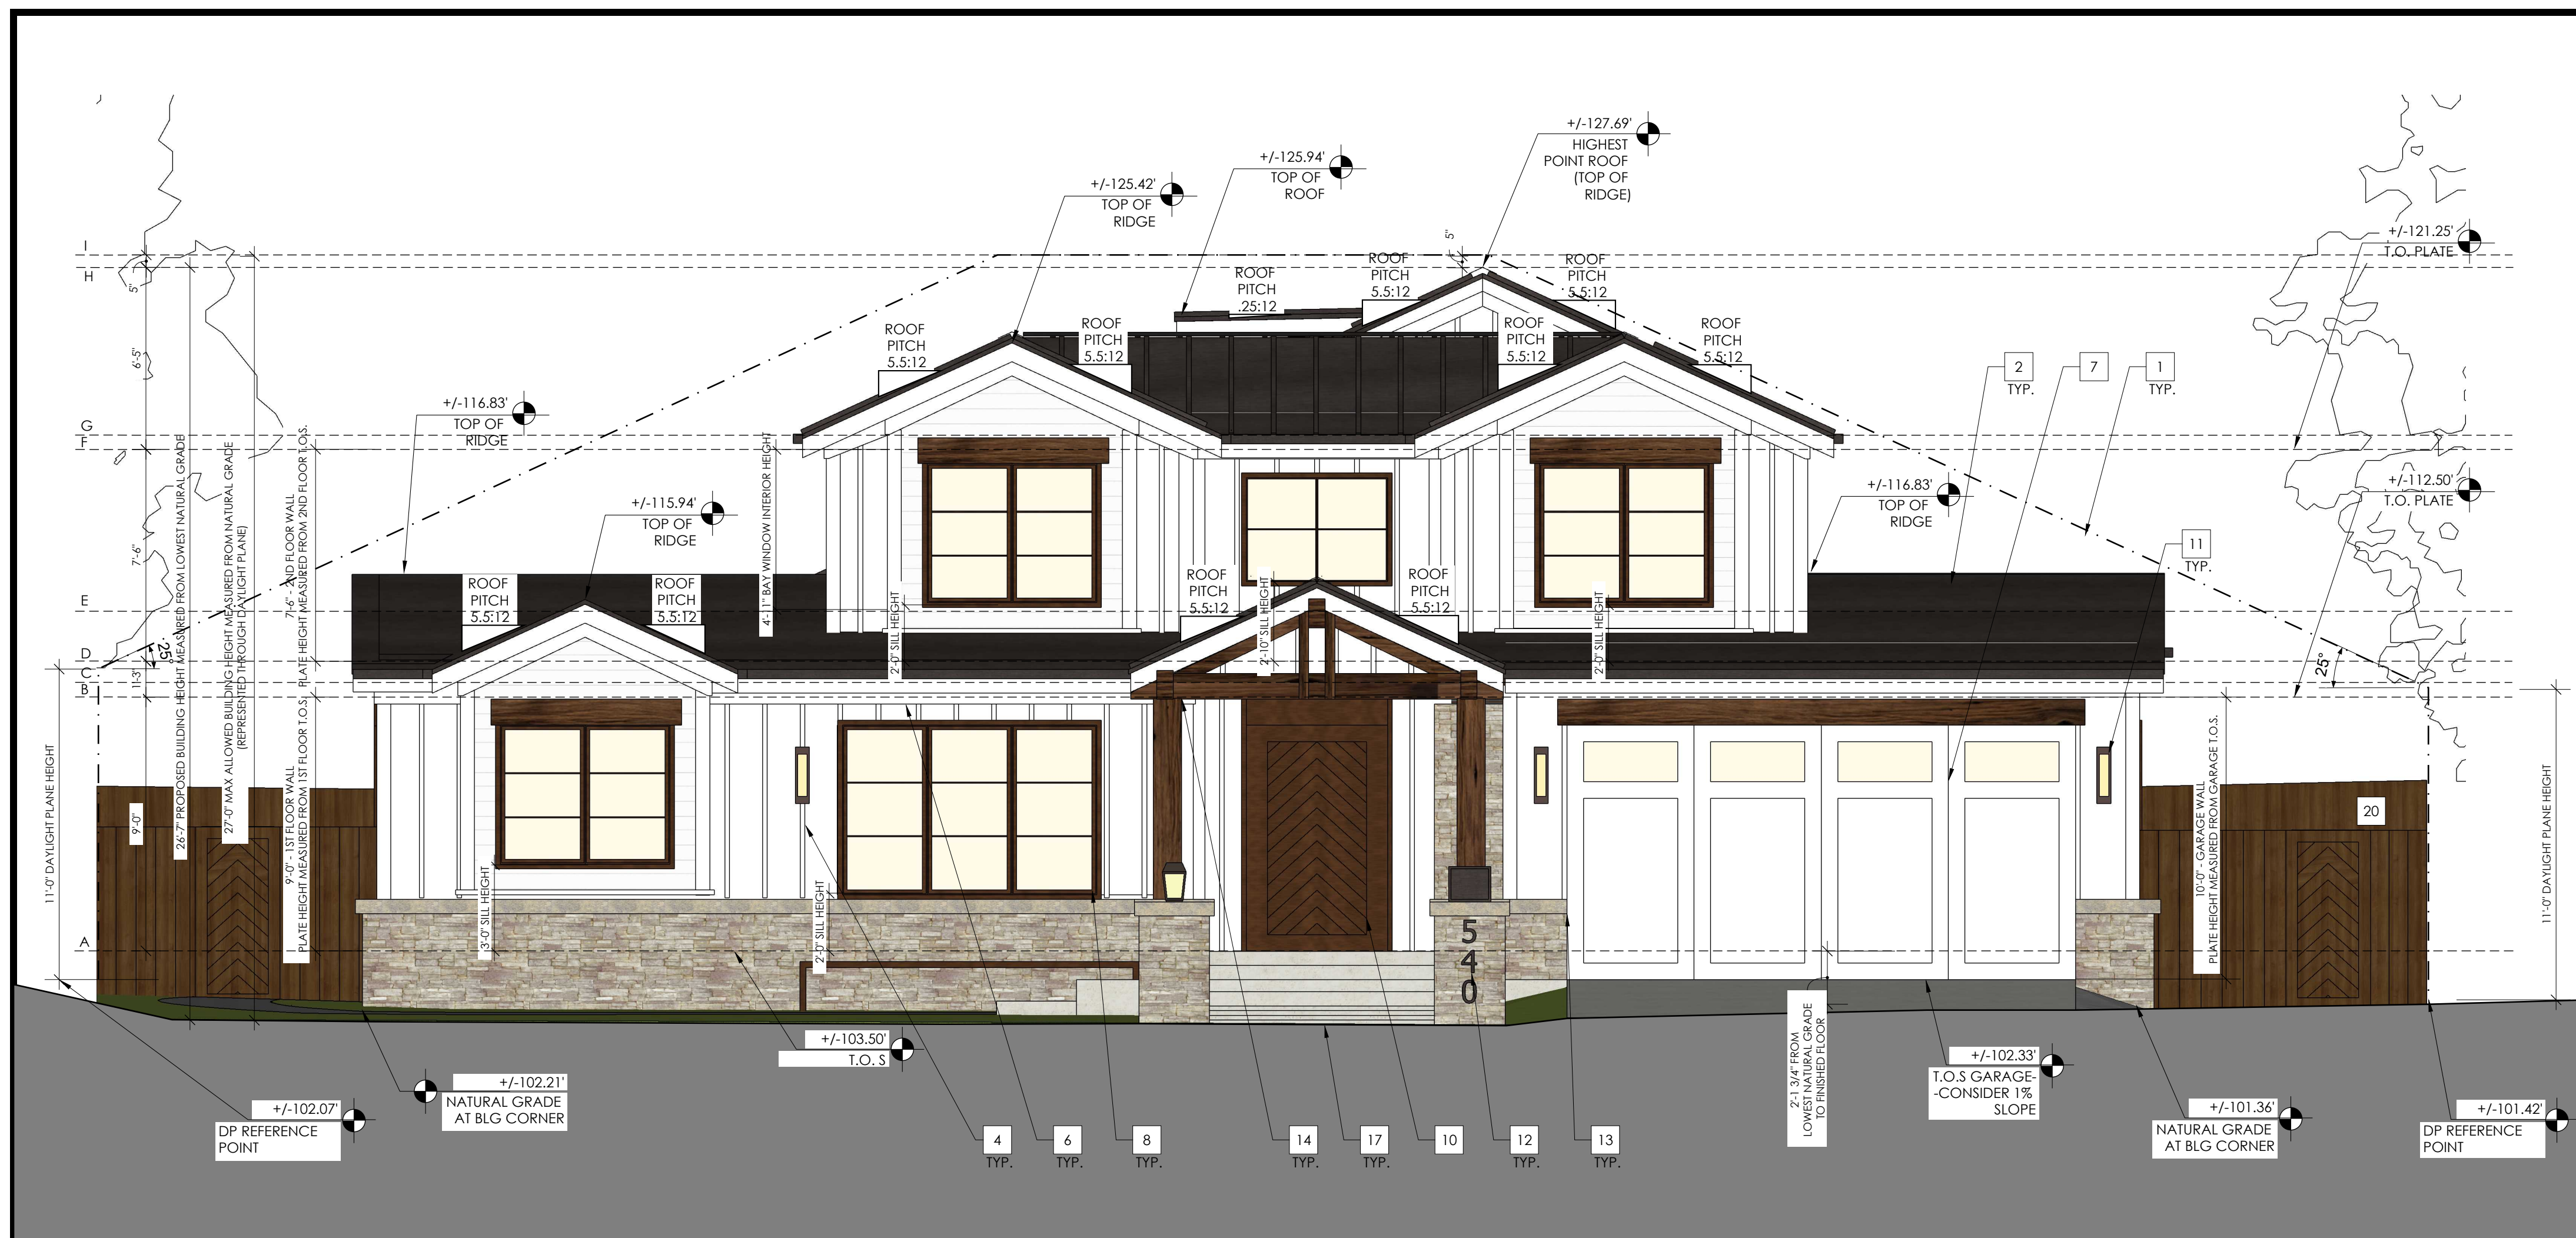 +/-127.69'
HIGHEST
POINT ROOF
(TOP OF
RIDGE)
+/-125.94'
TOP OF
ROOF
+/-125.42'
TOP OF
RIDGE
+/-121.25'
T.O. PLATE
I
H
5"
5"
ROOF
PITCH
.25:12
ROOF
PITCH
5.5:12
ROOF
PITCH
5.5:12
ROOF
PITCH
5.5:12
ROOF
PITCH
5.5:12
ROOF
PITCH
5.5:12
ROOF
PITCH
5.5:12
6'-5"
2
TYP.
7
1
TYP.
+/-116.83'
TOP OF
RIDGE
G
F
+/-116.83'
TOP OF
RIDGE
+/-112.50'
T.O. PLATE
+/-115.94'
TOP OF
RIDGE
11
TYP.
7'-6"
26'-7" PROPOSED BUILDING HEIGHT MEASURED FROM LOWEST NATURAL GRADE
27'-0" MAX ALLOWED BUILDING HEIGHT MEASURED FROM NATURAL GRADE
(REPRESENTED THROUGH DAYLIGHT PLANE)
7'-6" - 2ND FLOOR WALL
PLATE HEIGHT MEASURED FROM 2ND FLOOR T.O.S.
4'-11" BAY WINDOW INTERIOR HEIGHT
E
ROOF
PITCH
5.5:12
ROOF
PITCH
5.5:12
ROOF
PITCH
5.5:12
ROOF
PITCH
5.5:12
2'-0" SILL HEIGHT
2'-10" SILL HEIGHT
2'-0" SILL HEIGHT
25°
25°
D
C
B
11'-3"
11'-0" DAYLIGHT PLANE HEIGHT
9'-0"
9'-0" - 1ST FLOOR WALL
PLATE HEIGHT MEASURED FROM 1ST FLOOR T.O.S.
3'-0" SILL HEIGHT
2'-0" SILL HEIGHT
10'-0" - GARAGE WALL
PLATE HEIGHT MEASURED FROM GARAGE T.O.S.
20
11'-0" DAYLIGHT PLANE HEIGHT
A
5
4
0
2'-1 3/4" FROM
LOWEST NATURAL GRADE
TO FINISHED FLOOR
+/-103.50'
T.O. S
+/-102.33'
T.O.S GARAGE-
-CONSIDER 1%
SLOPE
+/-102.21'
NATURAL GRADE
AT BLG CORNER
+/-102.07'
DP REFERENCE
POINT
+/-101.36'
NATURAL GRADE
AT BLG CORNER
+/-101.42'
DP REFERENCE
POINT
4
TYP.
6
TYP.
8
TYP.
14
TYP.
17
TYP.
10
12
TYP.
13
TYP.